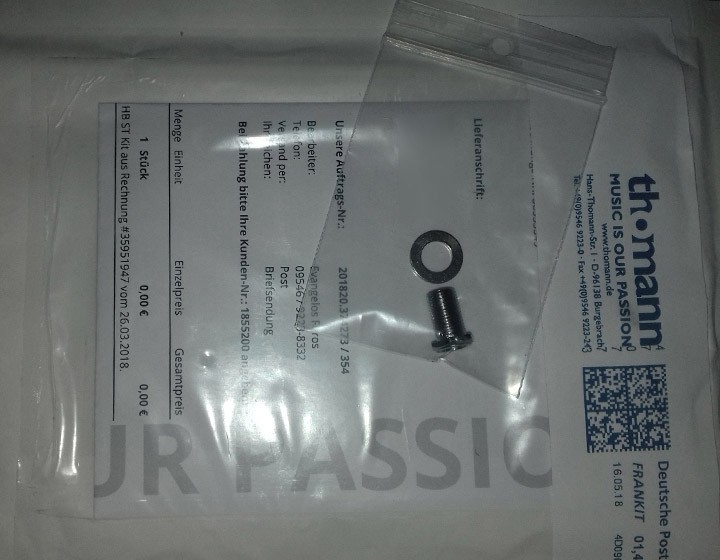 th•mann
MUSIC IS OUR PASSION
www.thomann.de
Hans-Thomann-Str. 1 · D-96138 Burgebrach
Tel. +49(0)9546 9223-0 · Fax +49(0)9546 9223-24
Deutsche Post
FRANKIT 01,4
16.05.18 4D09
Lieferanschrift:
Unsere Auftrags-Nr.: 201820.
/ 354
Bearbeiter: Evangelos
Telefon: 09546 / 9223-8332
Versand per: Post
Briefsendung
Bei Zahlung bitte Ihre Kunden-Nr.: 1855200
Menge Einheit Einzelpreis Gesamtpreis
1 Stück 0,00 € 0,00 €
HB ST Kit aus Rechnung #35951947 vom 26.03.2018.
UR PASSIO